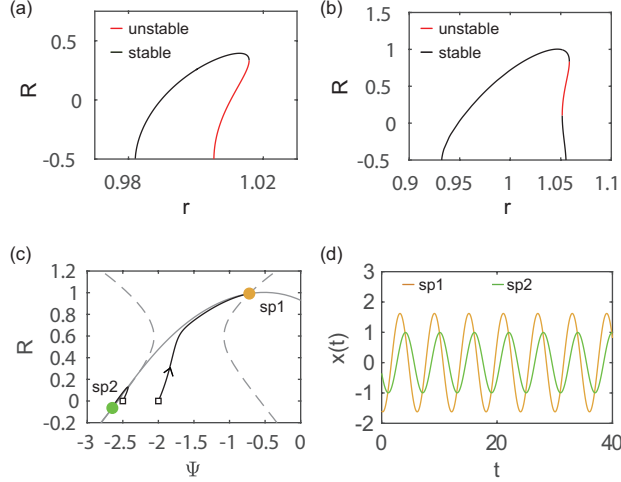 (a)
unstable
stable
0.5
0
-0.5
R
0.98
1.02
r
(b)
unstable
stable
1.5
1
0.5
0
-0.5
R
0.9
0.95
1
1.05
1.1
r
(c)
1.2
1
0.8
0.6
0.4
0.2
0
-0.2
R
sp1
sp2
-3
-2.5
-2
-1.5
-1
-0.5
0
Ψ
(d)
sp1
sp2
3
2
1
0
-1
-2
x(t)
0
20
40
t